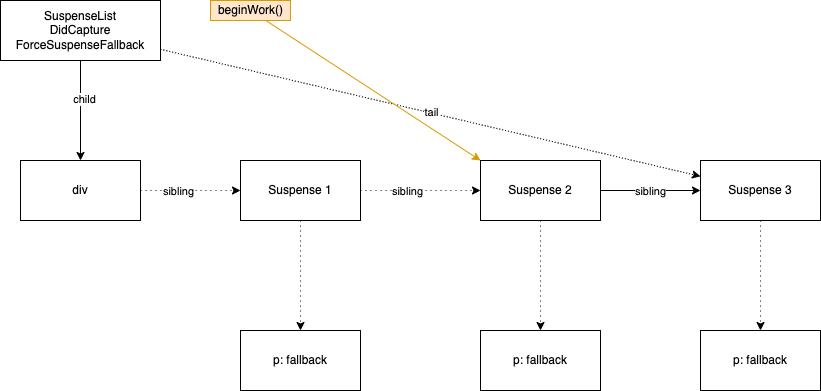 SuspenseList
DidCapture
ForceSuspenseFallback
beginWork()
child
tail
div
sibling
Suspense 1
sibling
Suspense 2
sibling
Suspense 3
p: fallback
p: fallback
p: fallback